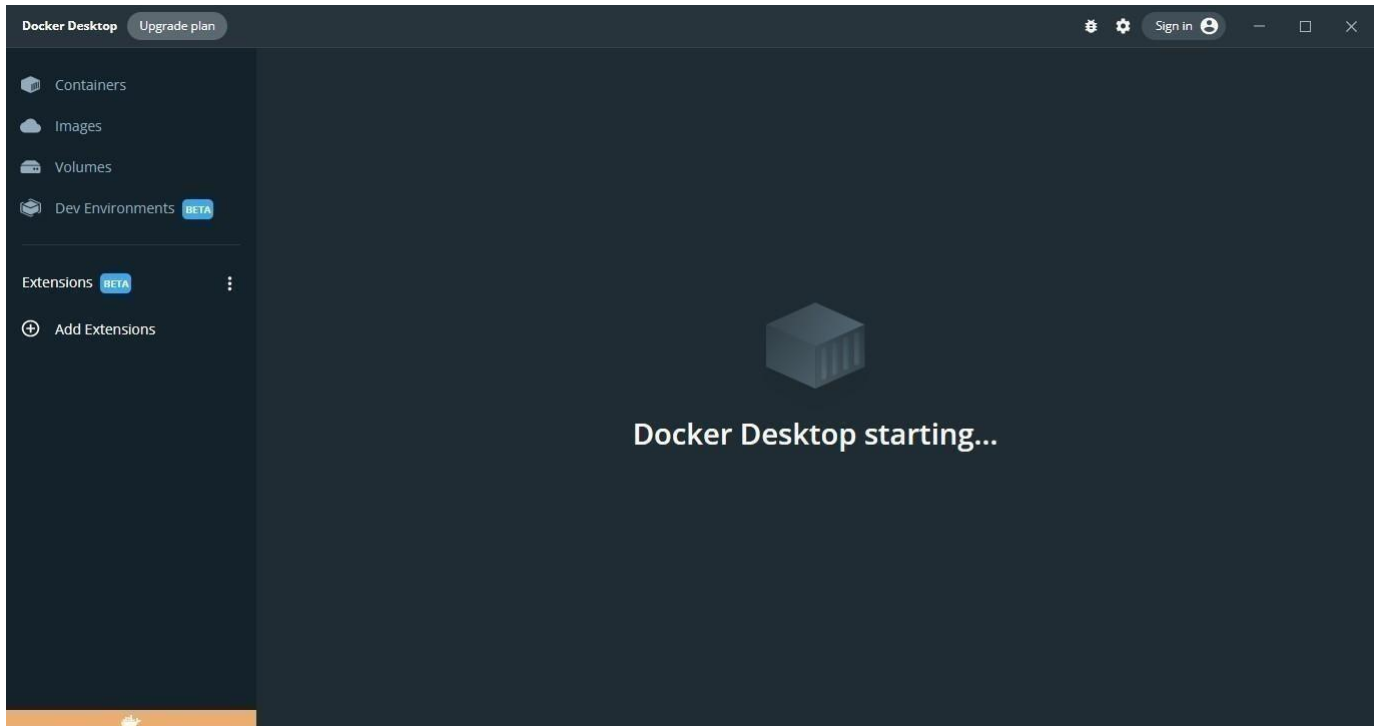 Docker Desktop Upgrade plan Sign in
Containers
Images
Volumes
Dev Environments BETA
Extensions BETA
Add Extensions
Docker Desktop starting...